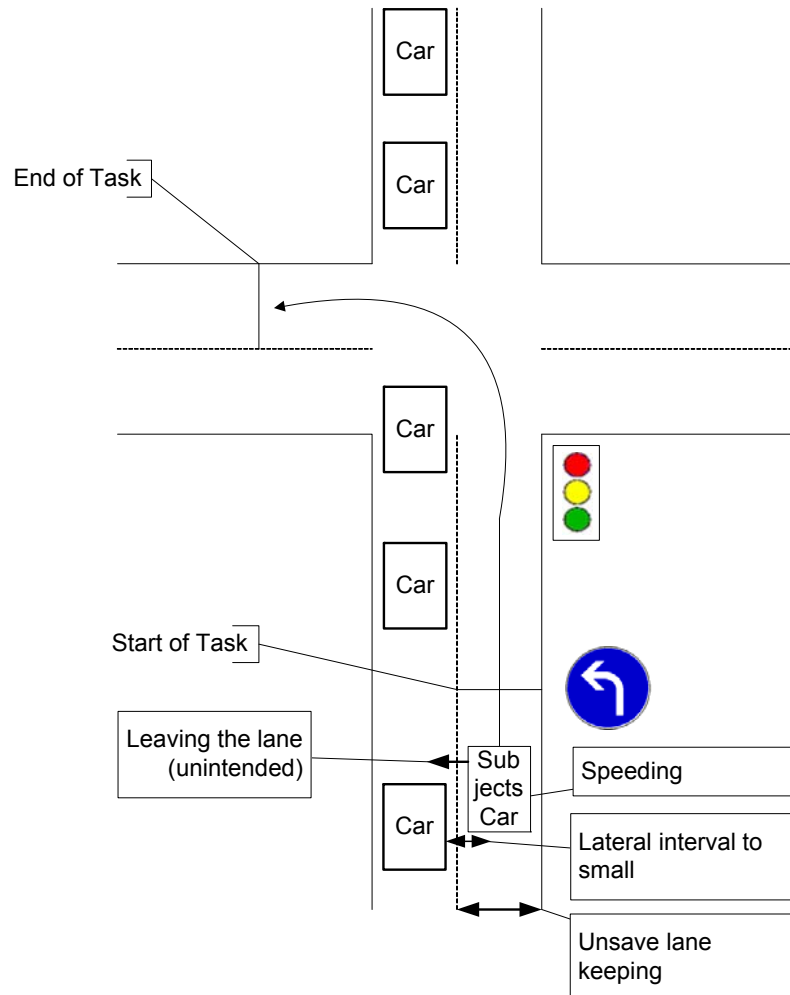 Car
Car
End of Task
Car
Car
Start of Task
Leaving the lane
(unintended)
Sub
jects
Car
Speeding
Car
Lateral interval to
small
Unsave lane
keeping